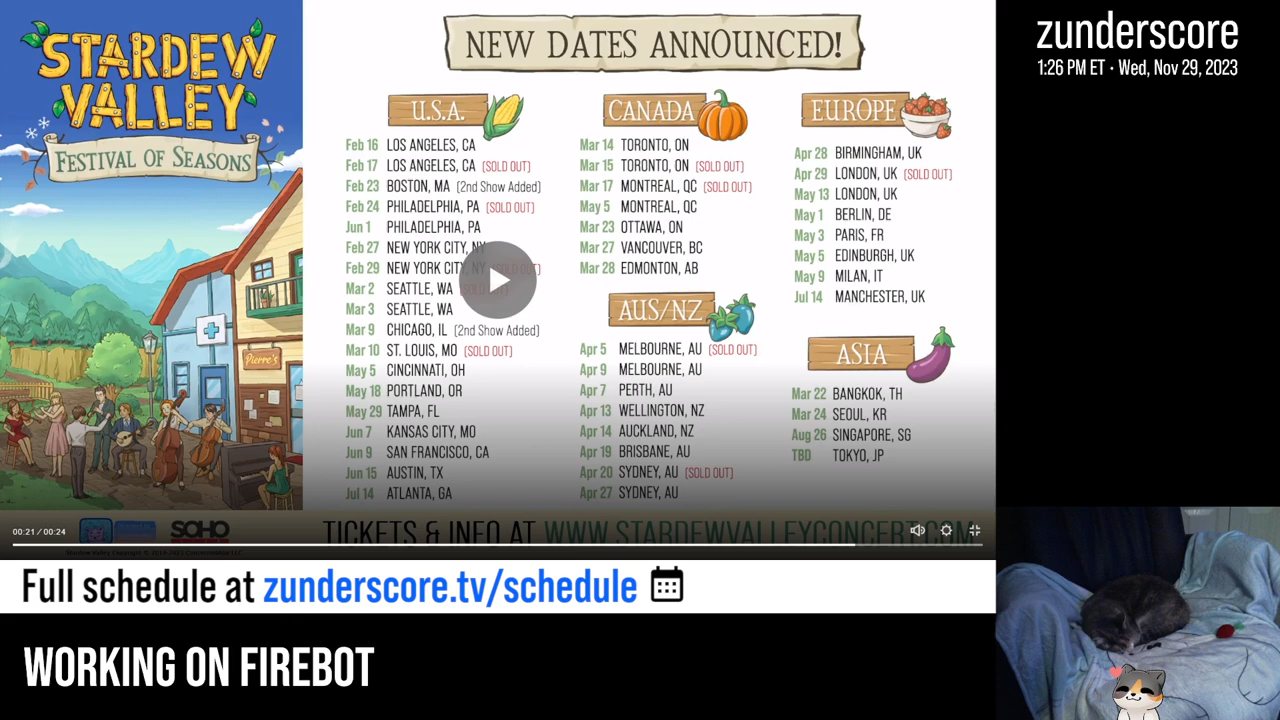 STARDEW
VALLEY
FESTIVAL OF SEASONS
Pierre's
NEW DATES ANNOUNCED!
U.S.A.
Feb 16 LOS ANGELES, CA
Feb 17 LOS ANGELES, CA (SOLD OUT)
Feb 23 BOSTON, MA (2nd Show Added)
Feb 24 PHILADELPHIA, PA (SOLD OUT)
Jun 1 PHILADELPHIA, PA
Feb 27 NEW YORK CITY, NY
Feb 29 NEW YORK CITY, NY (SOLD OUT)
Mar 2 SEATTLE, WA (SOLD OUT)
Mar 3 SEATTLE, WA
Mar 9 CHICAGO, IL (2nd Show Added)
Mar 10 ST. LOUIS, MO (SOLD OUT)
May 5 CINCINNATI, OH
May 18 PORTLAND, OR
May 29 TAMPA, FL
Jun 7 KANSAS CITY, MO
Jun 9 SAN FRANCISCO, CA
Jun 15 AUSTIN, TX
Jul 14 ATLANTA, GA
CANADA
Mar 14 TORONTO, ON
Mar 15 TORONTO, ON (SOLD OUT)
Mar 17 MONTREAL, QC (SOLD OUT)
May 5 MONTREAL, QC
Mar 23 OTTAWA, ON
Mar 27 VANCOUVER, BC
Mar 28 EDMONTON, AB
AUS/NZ
Apr 5 MELBOURNE, AU (SOLD OUT)
Apr 9 MELBOURNE, AU
Apr 7 PERTH, AU
Apr 13 WELLINGTON, NZ
Apr 14 AUCKLAND, NZ
Apr 19 BRISBANE, AU
Apr 20 SYDNEY, AU (SOLD OUT)
Apr 27 SYDNEY, AU
EUROPE
Apr 28 BIRMINGHAM, UK
Apr 29 LONDON, UK (SOLD OUT)
May 13 LONDON, UK
May 1 BERLIN, DE
May 3 PARIS, FR
May 5 EDINBURGH, UK
May 9 MILAN, IT
Jul 14 MANCHESTER, UK
ASIA
Mar 22 BANGKOK, TH
Mar 24 SEOUL, KR
Aug 26 SINGAPORE, SG
TBD TOKYO, JP
00:21 / 00:24
SOHO
TICKETS & INFO AT WWW.STARDEWVALLEYCONCERT.COM
Full schedule at zunderscore.tv/schedule
WORKING ON FIREBOT
zunderscore
1:26 PM ET • Wed, Nov 29, 2023